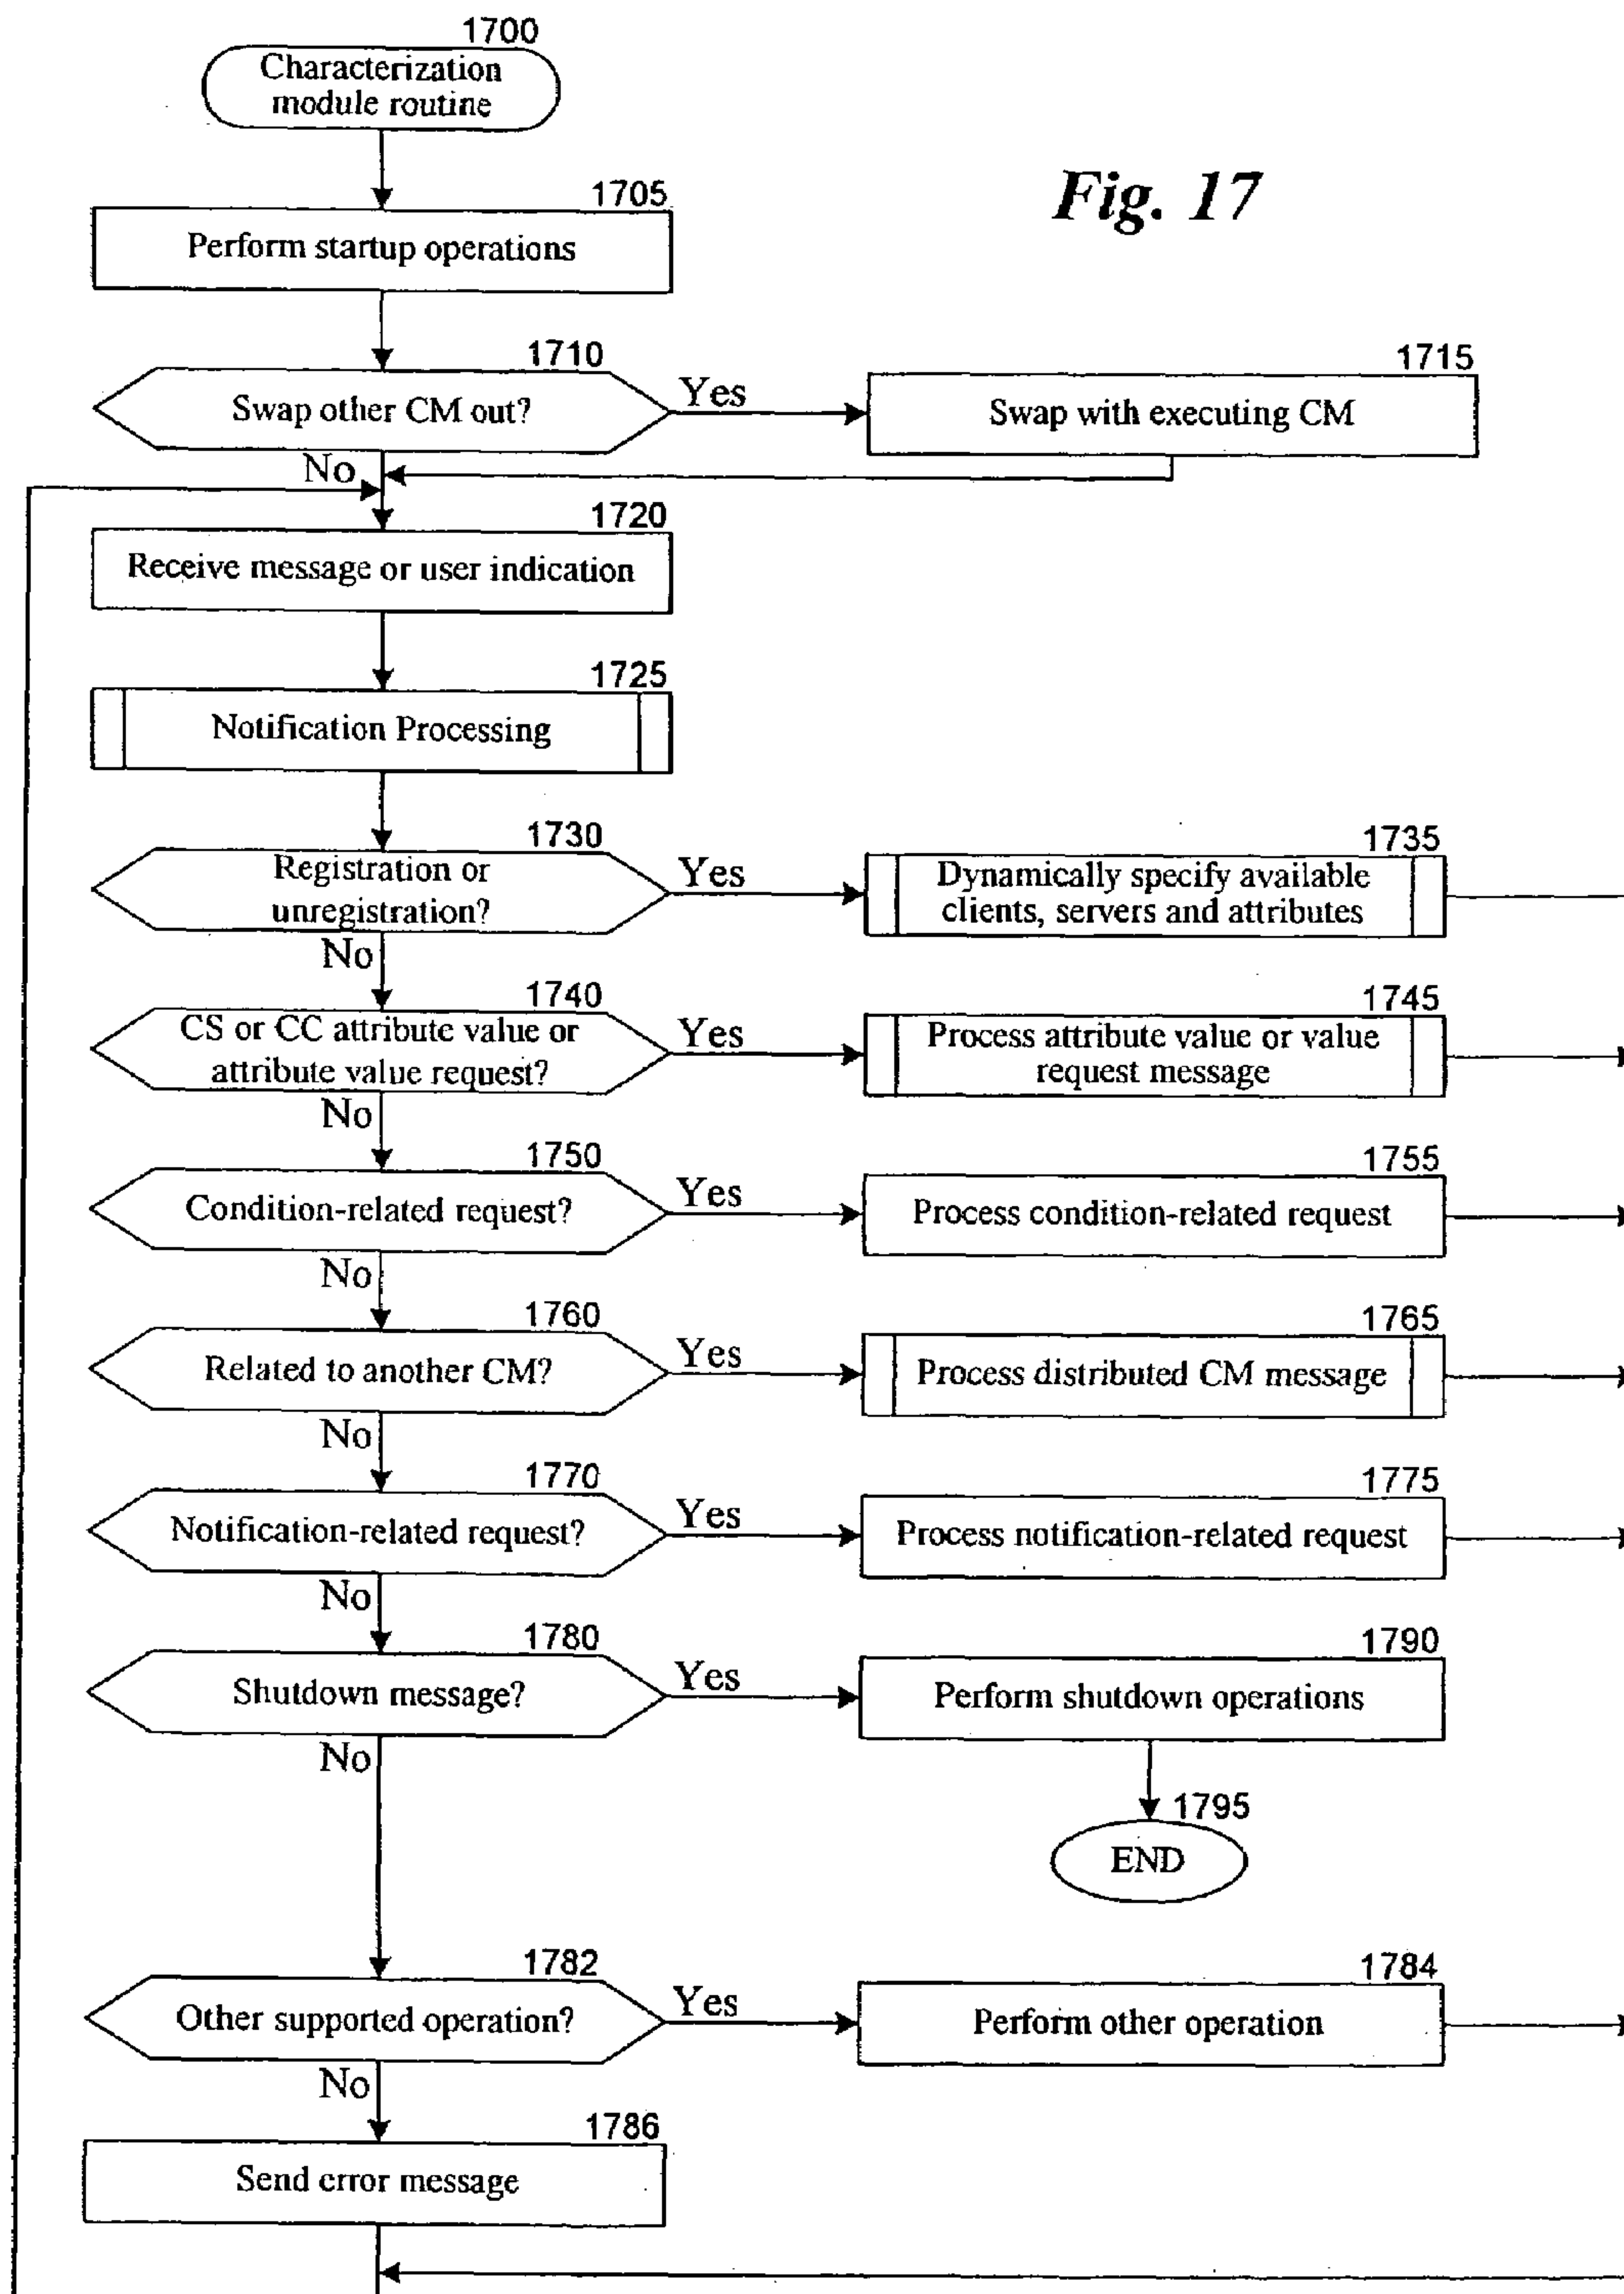 1700
Characterization
module routine
Fig. 17
1705
Perform startup operations
1710
Swap other CM out?
Yes
1715
Swap with executing CM
No
1720
Receive message or user indication
1725
Notification Processing
1730
Registration or
unregistration?
Yes
1735
Dynamically specify available
clients, servers and attributes
No
1740
CS or CC attribute value or
attribute value request?
Yes
1745
Process attribute value or value
request message
No
1750
Condition-related request?
Yes
1755
Process condition-related request
No
1760
Related to another CM?
Yes
1765
Process distributed CM message
No
1770
Notification-related request?
Yes
1775
Process notification-related request
No
1780
Shutdown message?
Yes
1790
Perform shutdown operations
No
1795
END
1782
Other supported operation?
Yes
1784
Perform other operation
No
1786
Send error message